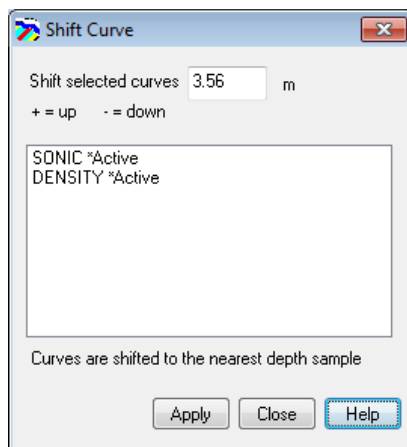 Shift Curve
Shift selected curves 3.56 m
+ = up - = down
SONIC *Active
DENSITY *Active
Curves are shifted to the nearest depth sample
Apply Close Help